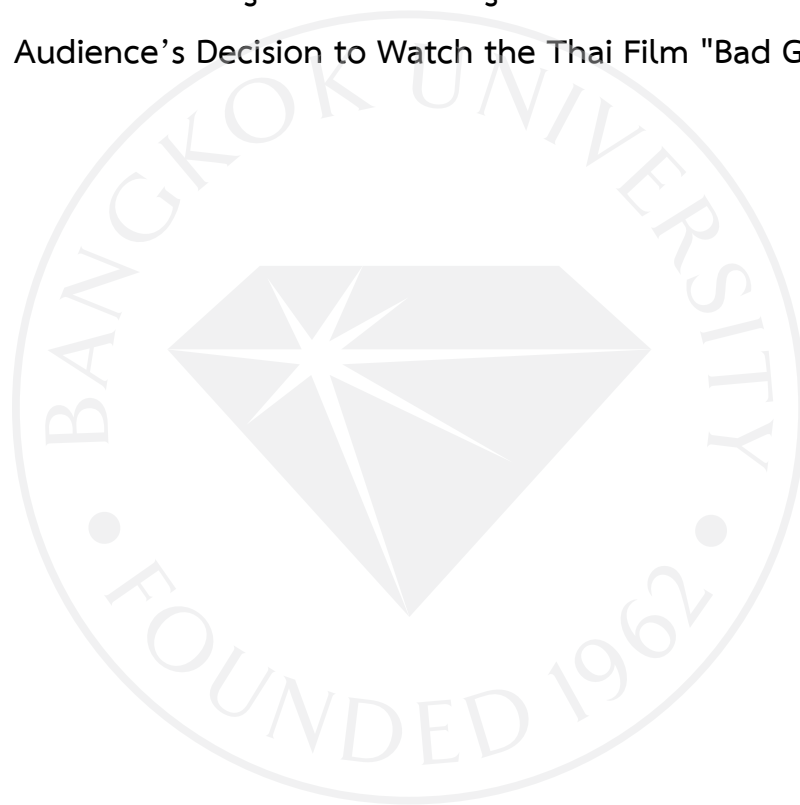 Audience’s Decision to Watch the Thai Film "Bad G
BANGKOK UNIVERSITY
FOUNDED 1962